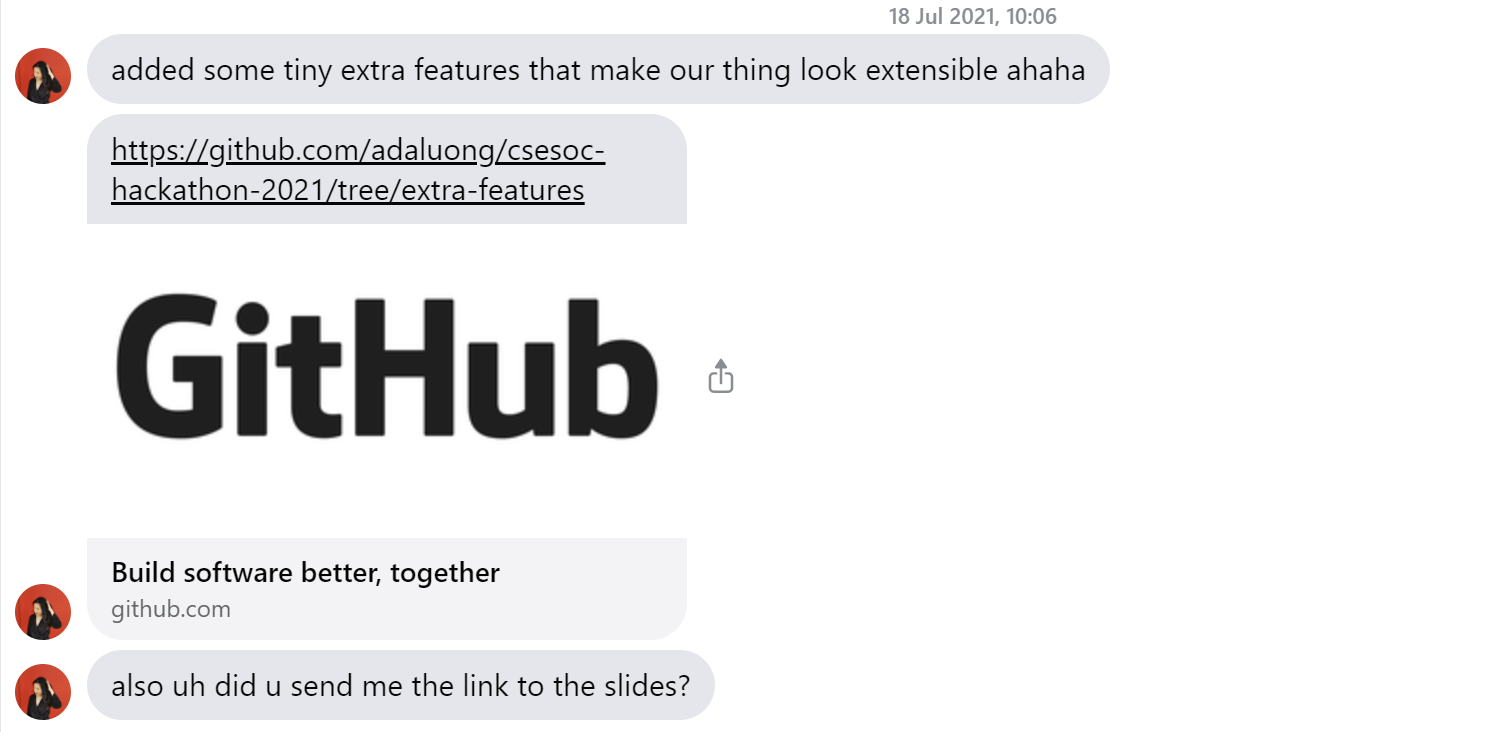 18 Jul 2021, 10:06
added some tiny extra features that make our thing look extensible ahaha
https://github.com/adaluong/csesoc-
hackathon-2021/tree/extra-features
GitHub
Build software better, together
github.com
also uh did u send me the link to the slides?